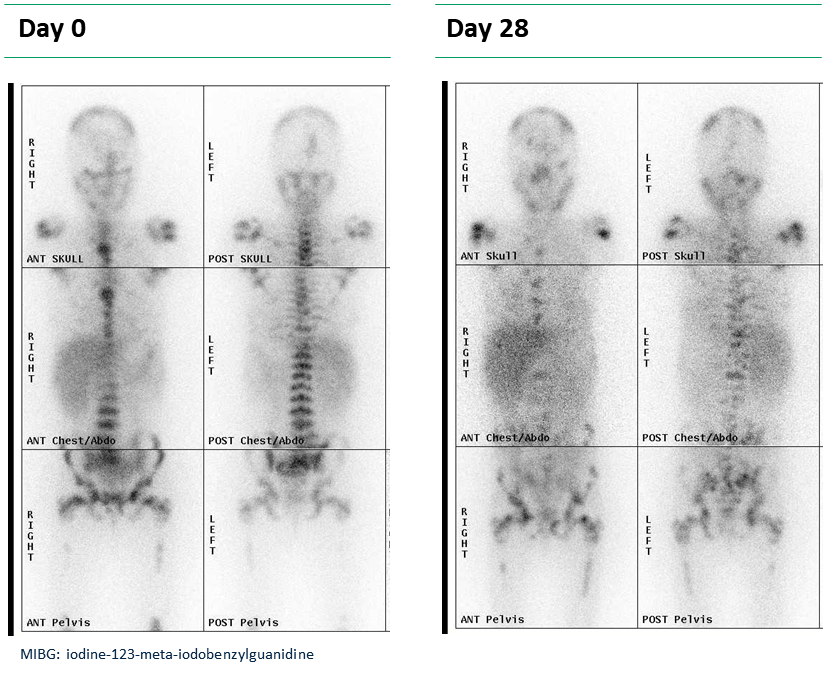 Day 0
Day 28
RIGHT
LEFT
RIGHT
LEFT
ANT SKULL
POST SKULL
ANT Skull
POST Skull
RIGHT
LEFT
RIGHT
LEFT
ANT Chest/Abdo
POST Chest/Abdo
ANT Chest/Abdo
POST Chest/Abdo
RIGHT
LEFT
RIGHT
LEFT
ANT Pelvis
POST Pelvis
ANT Pelvis
POST Pelvis
MIBG: iodine-123-meta-iodobenzylguanidine